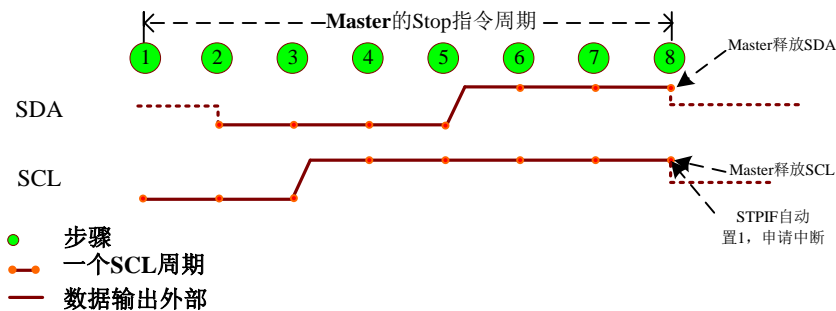 Master的Stop指令周期
1 2 3 4 5 6 7 8
Master释放SDA
SDA
SCL
Master释放SCL
STPIF自动
置1，申请中断
步骤
一个SCL周期
数据输出外部